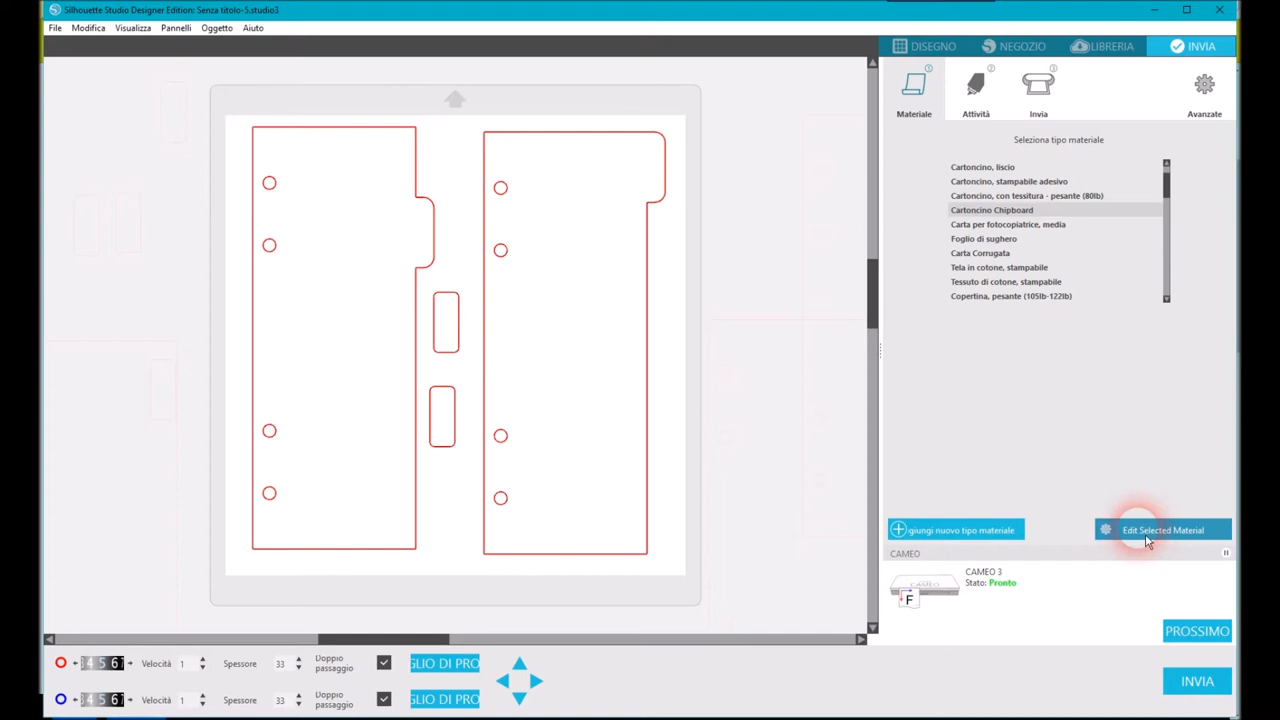 Silhouette Studio Designer Edition: Senza titolo-5.studio3
File Modifica Visualizza Pannelli Oggetto Aiuto
DISEGNO NEGOZIO LIBRERIA INVIA
1 2 3
Materiale Attività Invia Avanzate
Seleziona tipo materiale
Cartoncino, liscio
Cartoncino, stampabile adesivo
Cartoncino, con tessitura - pesante (80lb)
Cartoncino Chipboard
Carta per fotocopiatrice, media
Foglio di sughero
Carta Corrugata
Tela in cotone, stampabile
Tessuto di cotone, stampabile
Copertina, pesante (105lb-122lb)
giungi nuovo tipo materiale Edit Selected Material
CAMEO
CAMEO 3
Stato: Pronto
CAMEO
F
PROSSIMO
Velocità 1 Spessore 33 Doppio passaggio GLIO DI PRO
Velocità 1 Spessore 33 Doppio passaggio GLIO DI PRO
INVIA